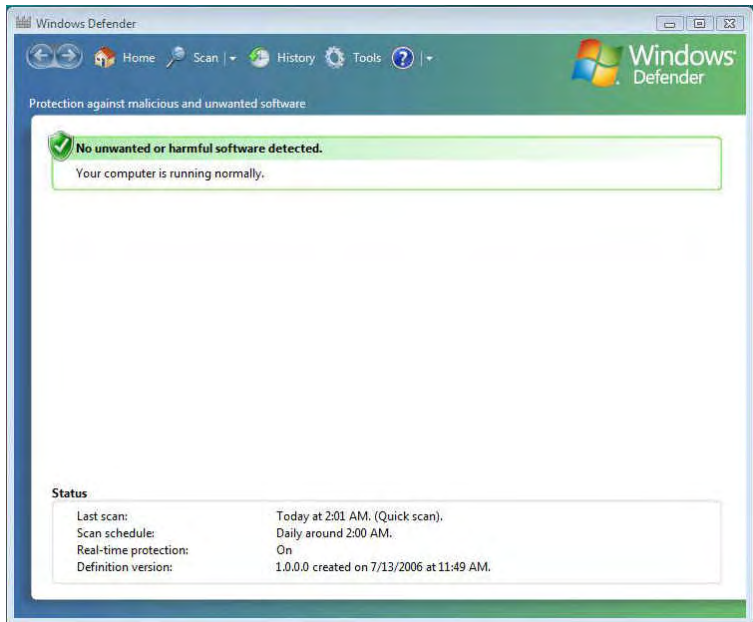 Windows Defender
Home Scan History Tools ?
Windows
Defender
Protection against malicious and unwanted software
No unwanted or harmful software detected.
Your computer is running normally.
Status
Last scan: Today at 2:01 AM. (Quick scan).
Scan schedule: Daily around 2:00 AM.
Real-time protection: On
Definition version: 1.0.0.0 created on 7/13/2006 at 11:49 AM.